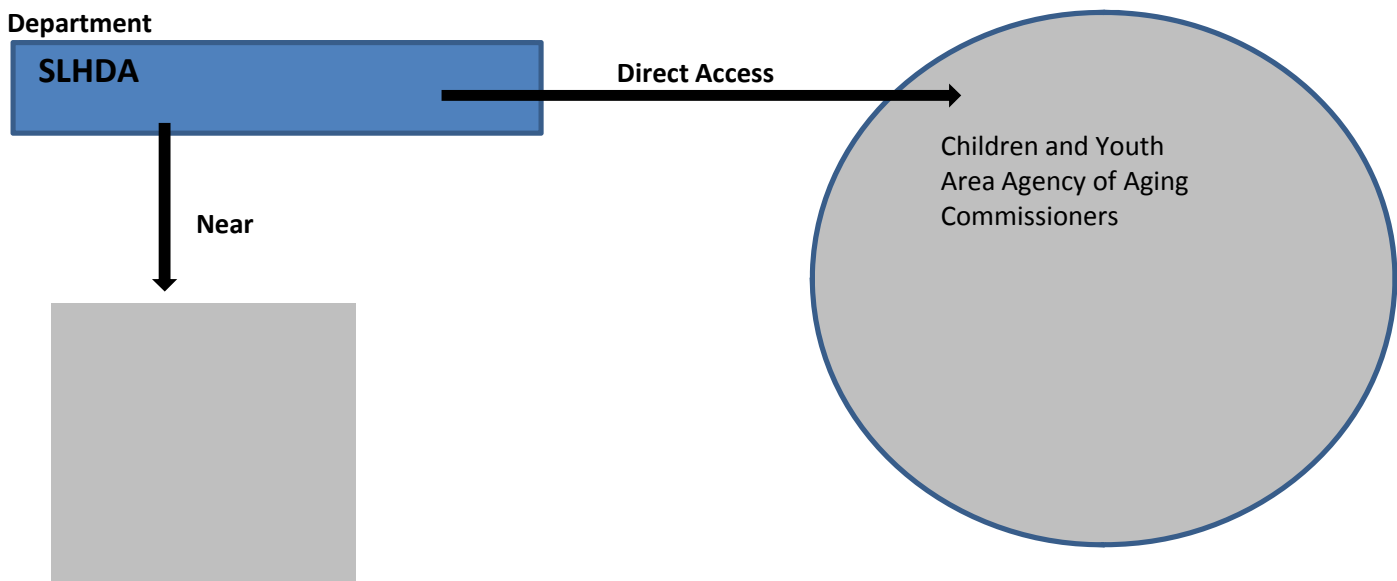 Department
SLHDA
Direct Access
Children and Youth
Area Agency of Aging
Commissioners
Near